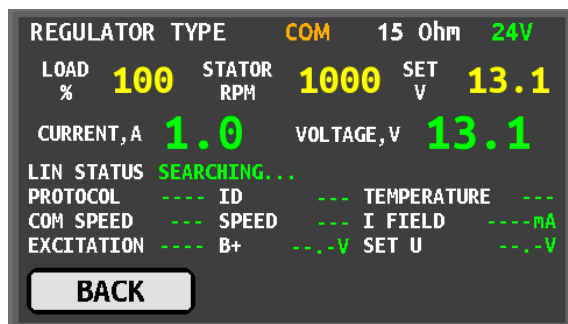 REGULATOR TYPE COM 15 Ohm 24V
LOAD % 100 STATOR RPM 1000 SET V 13.1
CURRENT,A 1.0 VOLTAGE,V 13.1
LIN STATUS SEARCHING...
PROTOCOL ---- ID --- TEMPERATURE ---
COM SPEED --- SPEED --- I FIELD ----mA
EXCITATION ---- B+ --.-V SET U --.-V
BACK